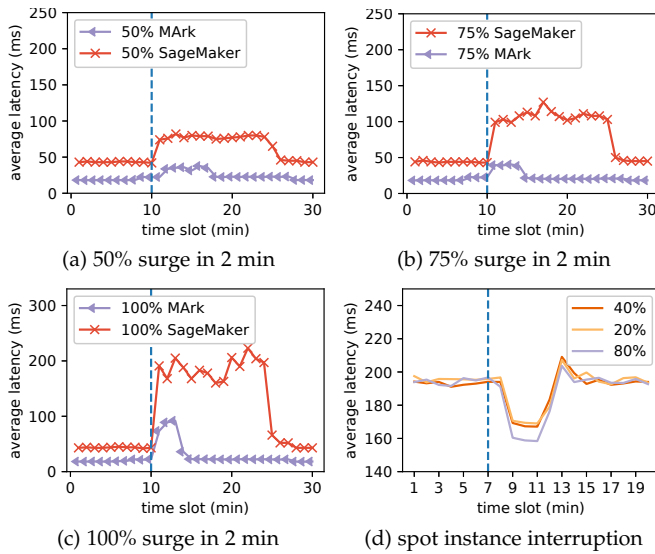 250
200
150
100
50
0
average latency (ms)
50% MArk
50% SageMaker
0 10 20 30
time slot (min)
(a) 50% surge in 2 min
250
200
150
100
50
0
average latency (ms)
75% SageMaker
75% MArk
0 10 20 30
time slot (min)
(b) 75% surge in 2 min
300
200
100
0
average latency (ms)
100% MArk
100% SageMaker
0 10 20 30
time slot (min)
(c) 100% surge in 2 min
240
220
200
180
160
140
average latency (ms)
40%
20%
80%
1 3 5 7 9 11 13 15 17 19
time slot (min)
(d) spot instance interruption